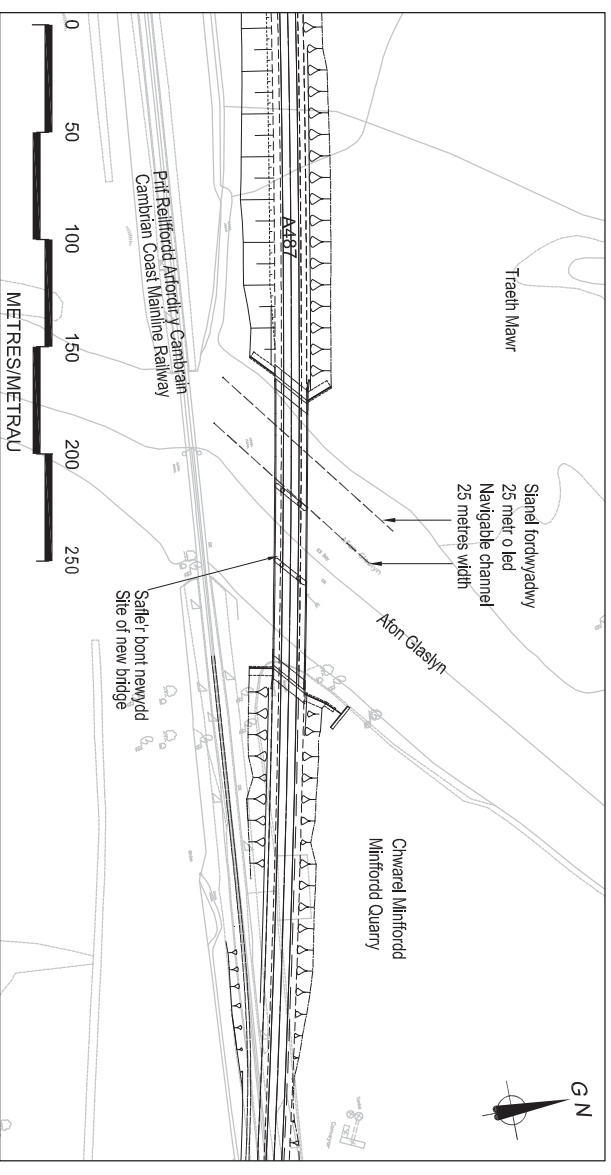 Traeth Mawr
Sianel fordwyadwy
25 metr o led
Navigable channel
25 metres width
Afon Glaslyn
A487
Chwarel Minffordd
Minffordd Quarry
G N
Prif Reilffordd Arfordir y Cambrain
Cambrian Coast Mainline Railway
Safle'r bont newydd
Site of new bridge
0 50 100 150 200 250
METRES/METRAU